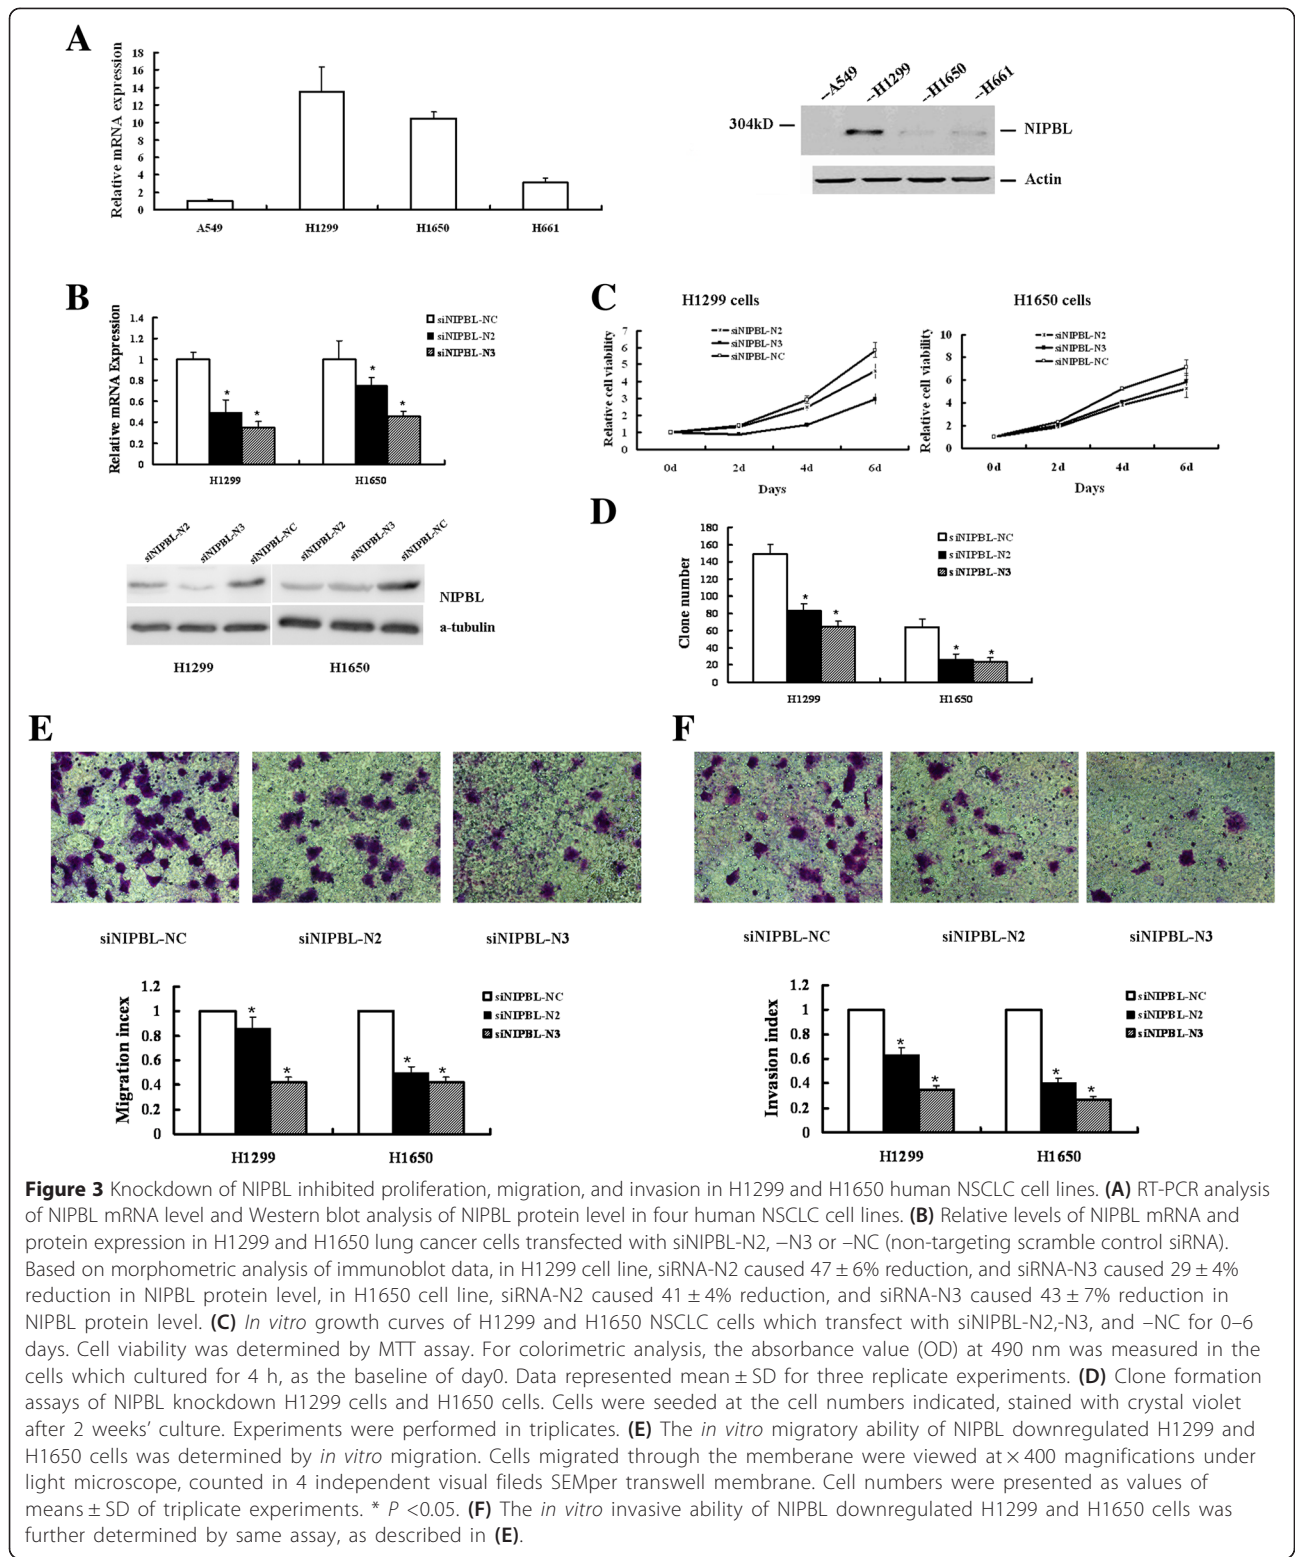 A
Relative mRNA expression
18
16
14
12
10
8
6
4
2
0
A549
H1299
H1650
H661
--A549
--H1299
--H1650
--H661
304kD
NIPBL
Actin
B
Relative mRNA Expression
1.4
1.2
1
0.8
0.6
0.4
0.2
0
* * * *
H1299
H1650
siNIPBL-NC
siNIPBL-N2
siNIPBL-N3
siNIPBL-N2
siNIPBL-N3
siNIPBL-NC
siNIPBL-N2
siNIPBL-N3
siNIPBL-NC
NIPBL
a-tubulin
H1299
H1650
C
H1299 cells
Relative cell viability
7
6
5
4
3
2
1
0
siNIPBL-N2
siNIPBL-N3
siNIPBL-NC
0d 2d 4d 6d
Days
H1650 cells
Relative cell viability
10
8
6
4
2
0
siNIPBL-N2
siNIPBL-N3
siNIPBL-NC
0d 2d 4d 6d
Days
D
Clone number
180
160
140
120
100
80
60
40
20
0
* * * *
H1299
H1650
siNIPBL-NC
siNIPBL-N2
siNIPBL-N3
E
siNIPBL-NC
siNIPBL-N2
siNIPBL-N3
Migration incex
1.2
1
0.8
0.6
0.4
0.2
0
* * * *
H1299
H1650
siNIPBL-NC
siNIPBL-N2
siNIPBL-N3
F
siNIPBL-NC
siNIPBL-N2
siNIPBL-N3
Invasion index
1.2
1
0.8
0.6
0.4
0.2
0
* * * *
H1299
H1650
siNIPBL-NC
siNIPBL-N2
siNIPBL-N3
Figure 3 Knockdown of NIPBL inhibited proliferation, migration, and invasion in H1299 and H1650 human NSCLC cell lines. (A) RT-PCR analysis
of NIPBL mRNA level and Western blot analysis of NIPBL protein level in four human NSCLC cell lines. (B) Relative levels of NIPBL mRNA and
protein expression in H1299 and H1650 lung cancer cells transfected with siNIPBL-N2, –N3 or –NC (non-targeting scramble control siRNA).
Based on morphometric analysis of immunoblot data, in H1299 cell line, siRNA-N2 caused 47 ± 6% reduction, and siRNA-N3 caused 29 ± 4%
reduction in NIPBL protein level, in H1650 cell line, siRNA-N2 caused 41 ± 4% reduction, and siRNA-N3 caused 43 ± 7% reduction in
NIPBL protein level. (C) In vitro growth curves of H1299 and H1650 NSCLC cells which transfect with siNIPBL-N2,-N3, and –NC for 0–6
days. Cell viability was determined by MTT assay. For colorimetric analysis, the absorbance value (OD) at 490 nm was measured in the
cells which cultured for 4 h, as the baseline of day0. Data represented mean ± SD for three replicate experiments. (D) Clone formation
assays of NIPBL knockdown H1299 cells and H1650 cells. Cells were seeded at the cell numbers indicated, stained with crystal violet
after 2 weeks' culture. Experiments were performed in triplicates. (E) The in vitro migratory ability of NIPBL downregulated H1299 and
H1650 cells was determined by in vitro migration. Cells migrated through the memberane were viewed at × 400 magnifications under
light microscope, counted in 4 independent visual fileds SEMper transwell membrane. Cell numbers were presented as values of
means ± SD of triplicate experiments. * P <0.05. (F) The in vitro invasive ability of NIPBL downregulated H1299 and H1650 cells was
further determined by same assay, as described in (E).